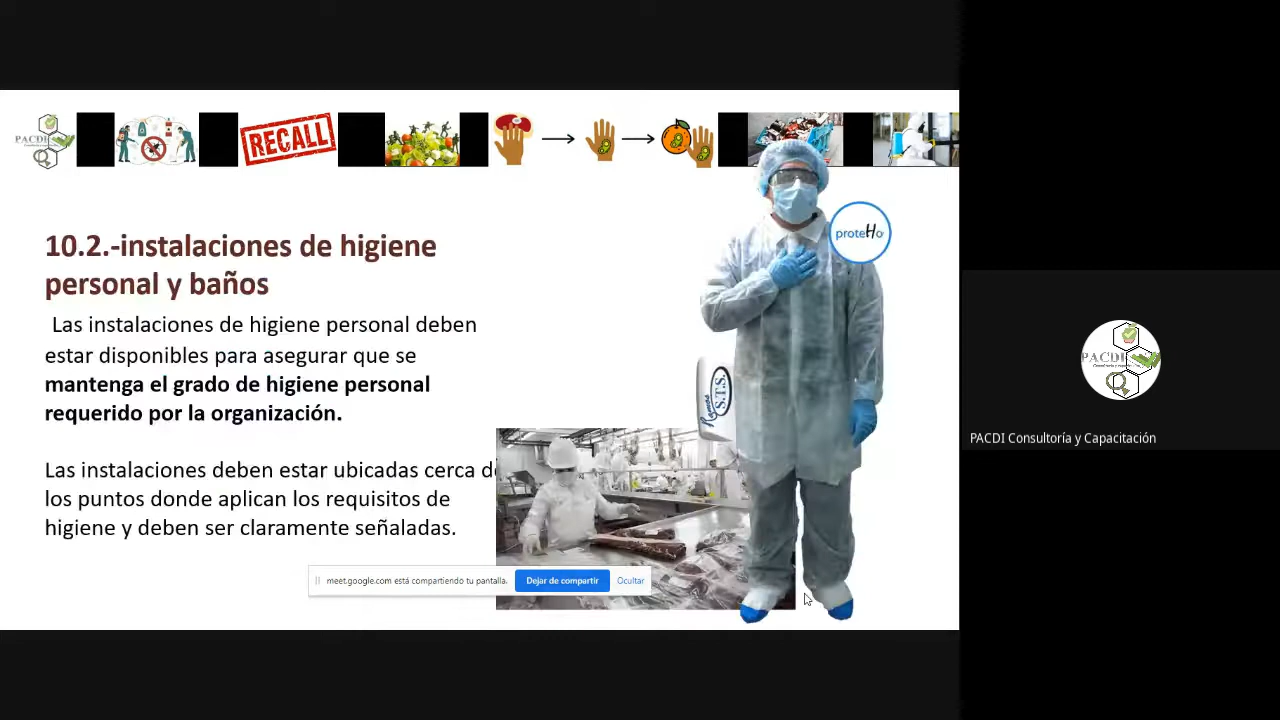 PACDI
RECALL
proteHo
10.2.-instalaciones de higiene
personal y baños
Las instalaciones de higiene personal deben
estar disponibles para asegurar que se
mantenga el grado de higiene personal
requerido por la organización.
Ramos
S.T.S.
Las instalaciones deben estar ubicadas cerca de
los puntos donde aplican los requisitos de
higiene y deben ser claramente señaladas.
meet.google.com está compartiendo tu pantalla.
Dejar de compartir
Ocultar
PACDI
PACDI Consultoría y Capacitación